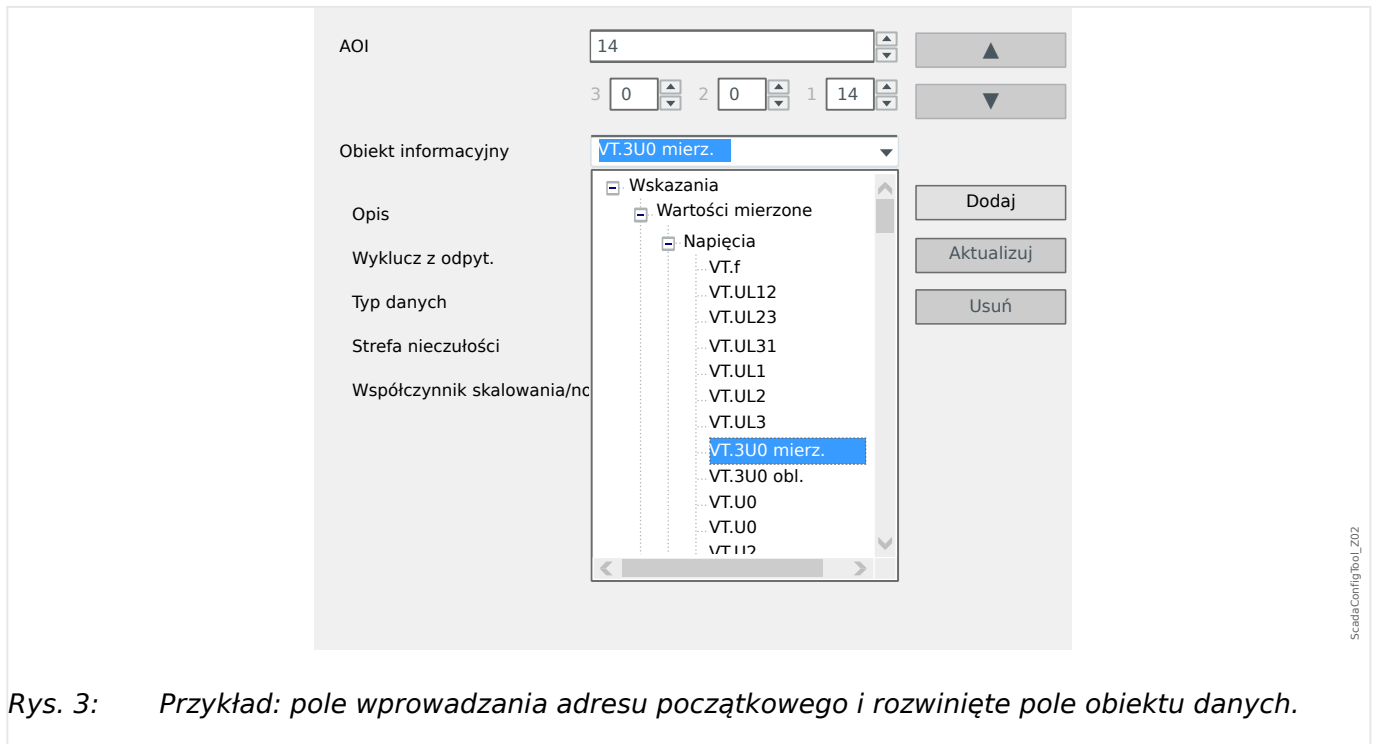 AOI
14
3 0 2 0 1 14
Obiekt informacyjny
VT.3U0 mierz.
Wskazania
Dodaj
Wartości mierzone
Opis
Napięcia
Aktualizuj
Wyklucz z odpyt.
VT.f
VT.UL12
Typ danych
Usuń
VT.UL23
Strefa nieczułości
VT.UL31
VT.UL1
Współczynnik skalowania/no
VT.UL2
VT.UL3
VT.3U0 mierz.
VT.3U0 obl.
VT.U0
VT.U0
VT.U2
ScadaConfigTool_Z02
Rys. 3: Przykład: pole wprowadzania adresu początkowego i rozwinięte pole obiektu danych.